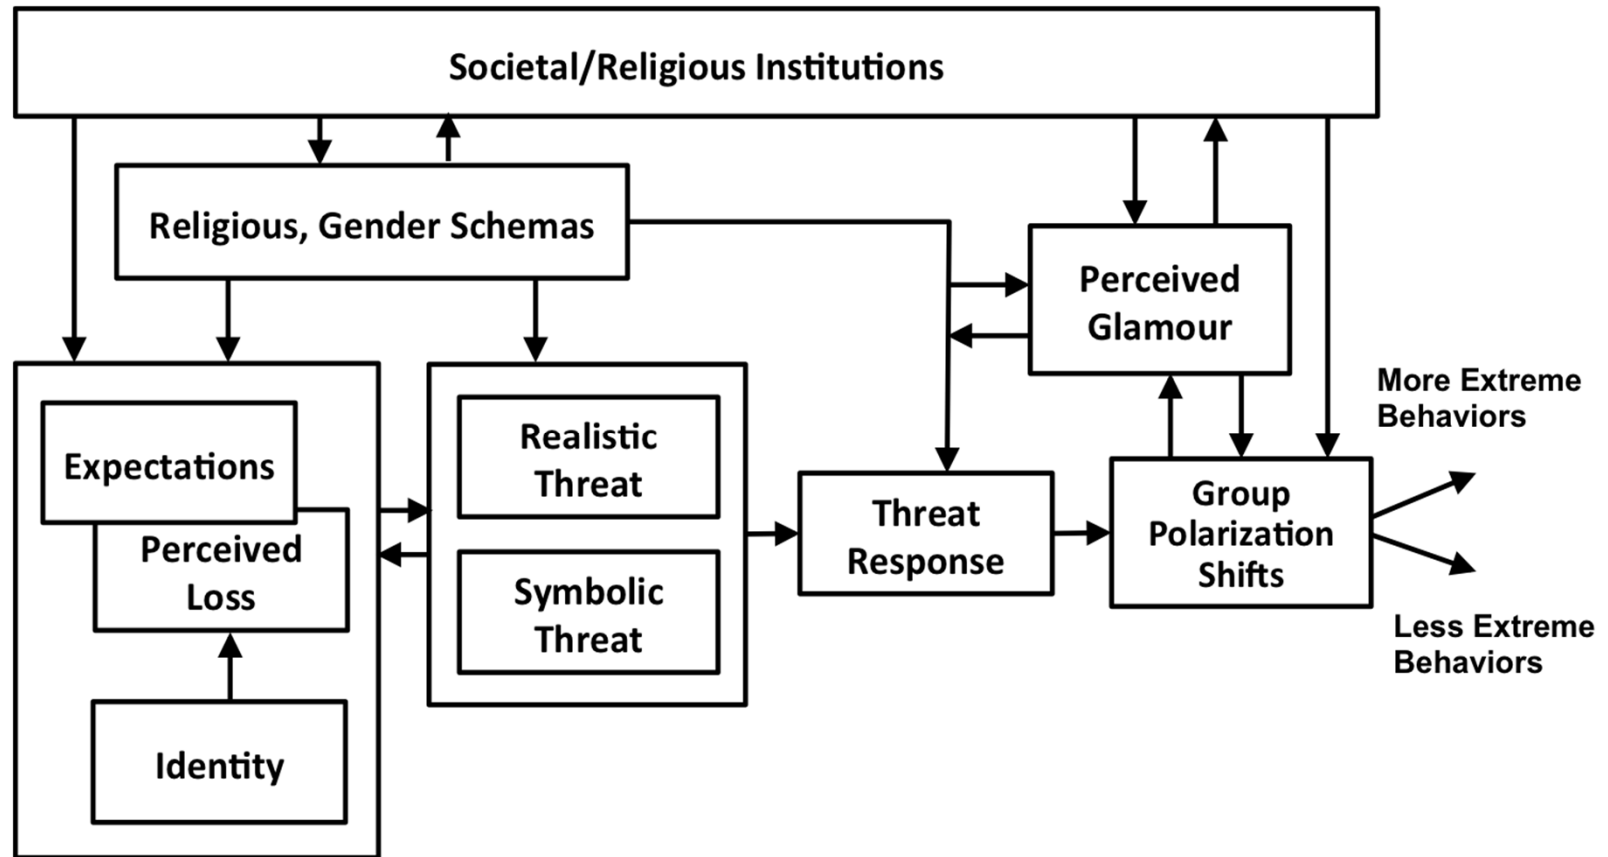 Societal/Religious Institutions
Religious, Gender Schemas
Perceived
Glamour
More Extreme
Behaviors
Expectations
Perceived
Loss
Identity
Realistic
Threat
Symbolic
Threat
Threat
Response
Group
Polarization
Shifts
Less Extreme
Behaviors